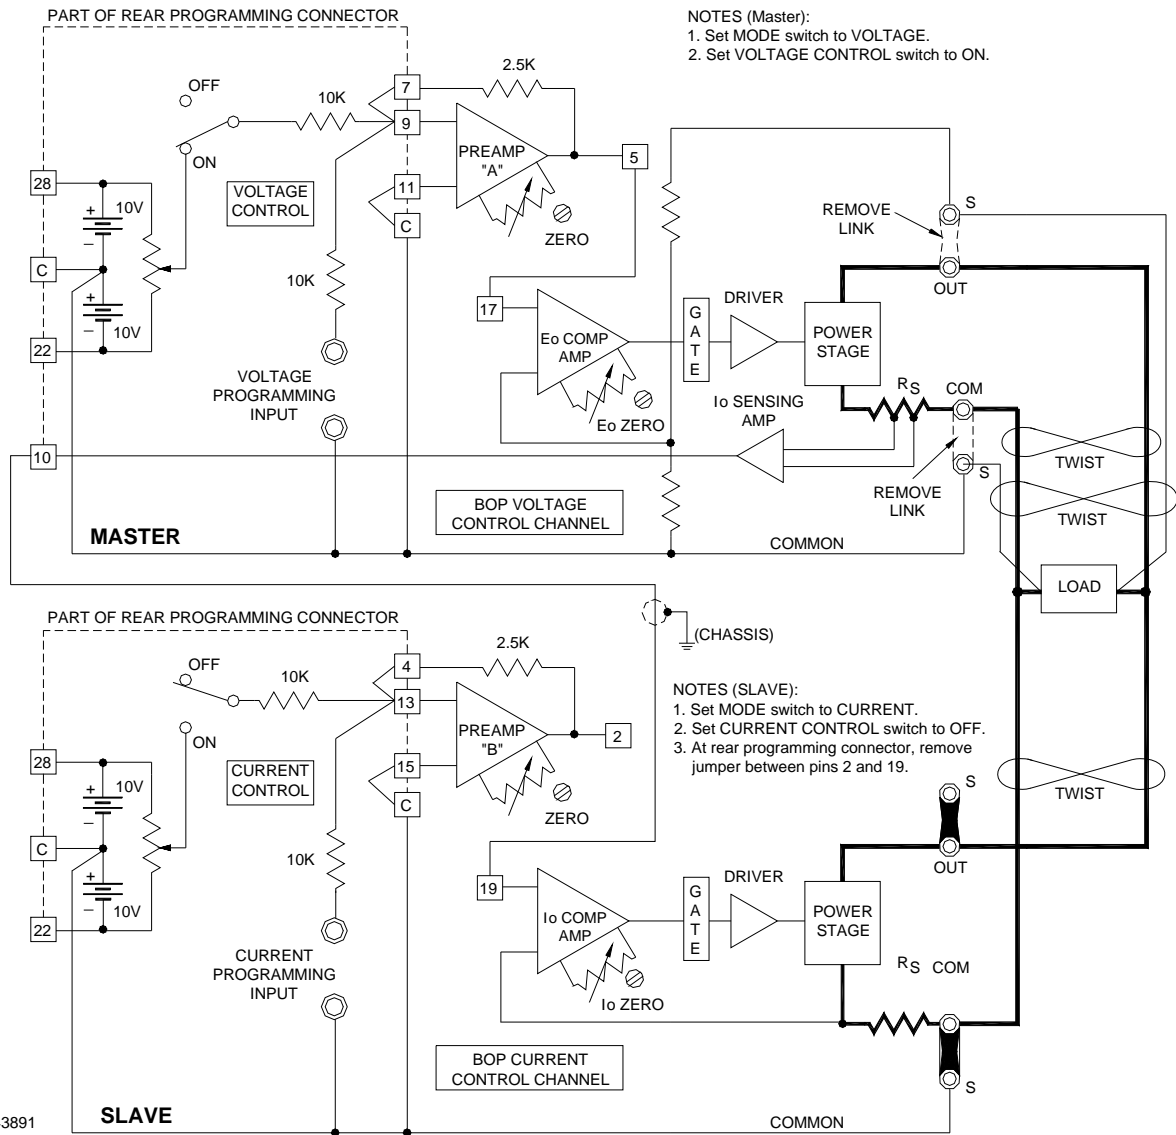 PART OF REAR PROGRAMMING CONNECTOR
NOTES (Master):
1. Set MODE switch to VOLTAGE.
2. Set VOLTAGE CONTROL switch to ON.
OFF
10K
ON
28
+
10V
–
C
+
10V
–
22
VOLTAGE
CONTROL
10K
VOLTAGE
PROGRAMMING
INPUT
7
9
11
C
2.5K
PREAMP
"A"
ZERO
5
17
Eo COMP
AMP
Eo ZERO
G
A
T
E
DRIVER
POWER
STAGE
S
REMOVE
LINK
OUT
RS
COM
Io SENSING
AMP
REMOVE
LINK
S
TWIST
TWIST
10
BOP VOLTAGE
CONTROL CHANNEL
MASTER
COMMON
LOAD
PART OF REAR PROGRAMMING CONNECTOR
(CHASSIS)
NOTES (SLAVE):
1. Set MODE switch to CURRENT.
2. Set CURRENT CONTROL switch to OFF.
3. At rear programming connector, remove
jumper between pins 2 and 19.
OFF
10K
ON
28
+
10V
–
C
+
10V
–
22
CURRENT
CONTROL
10K
CURRENT
PROGRAMMING
INPUT
4
13
15
C
2.5K
PREAMP
"B"
ZERO
2
19
Io COMP
AMP
Io ZERO
G
A
T
E
DRIVER
POWER
STAGE
S
TWIST
OUT
RS
COM
S
BOP CURRENT
CONTROL CHANNEL
3891
SLAVE
COMMON